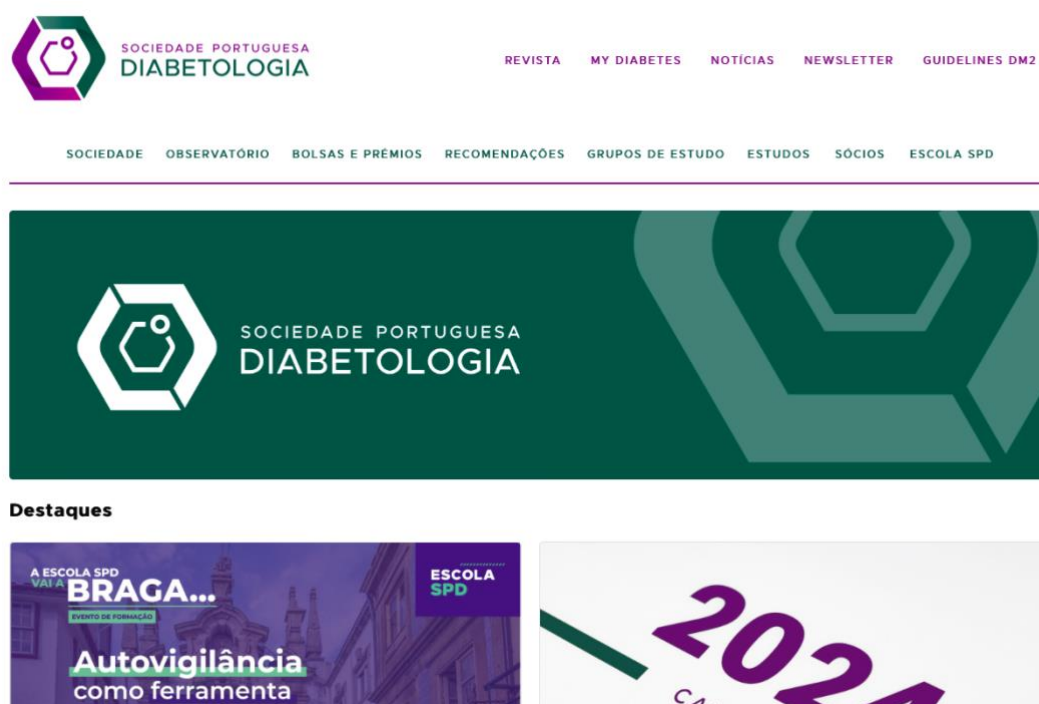 SOCIEDADE PORTUGUESA
DIABETOLOGIA
REVISTA MY DIABETES NOTÍCIAS NEWSLETTER GUIDELINES DM2
SOCIEDADE OBSERVATÓRIO BOLSAS E PRÉMIOS RECOMENDAÇÕES GRUPOS DE ESTUDO ESTUDOS SÓCIOS ESCOLA SPD
SOCIEDADE PORTUGUESA
DIABETOLOGIA
Destaques
A ESCOLA SPD
VAI A BRAGA...
EVENTO DE FORMAÇÃO
Autovigilância
como ferramenta
ESCOLA
SPD
2024